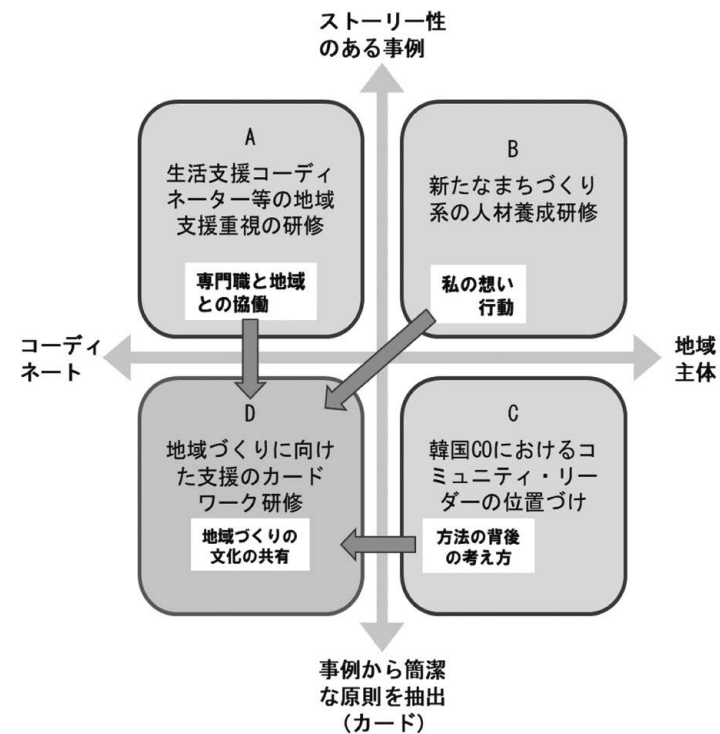 ストーリー性
のある事例
A
生活支援コーディ
ネーター等の地域
支援重視の研修
専門職と地域
との協働
B
新たなまちづくり
系の人材養成研修
私の想い
行動
コーディ
ネート
地域
主体
D
地域づくりに向け
た支援のカード
ワーク研修
地域づくりの
文化の共有
C
韓国COにおけるコ
ミュニティ・リー
ダーの位置づけ
方法の背後
の考え方
事例から簡潔
な原則を抽出
（カード）